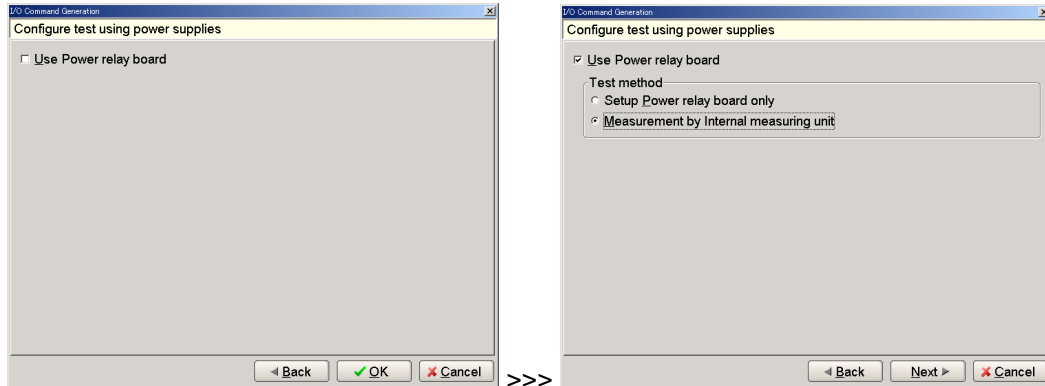 I/O Command Generation
Configure test using power supplies
Use Power relay board
Back
OK
Cancel
>>>
I/O Command Generation
Configure test using power supplies
Use Power relay board
Test method
Setup Power relay board only
Measurement by Internal measuring unit
Back
Next
Cancel